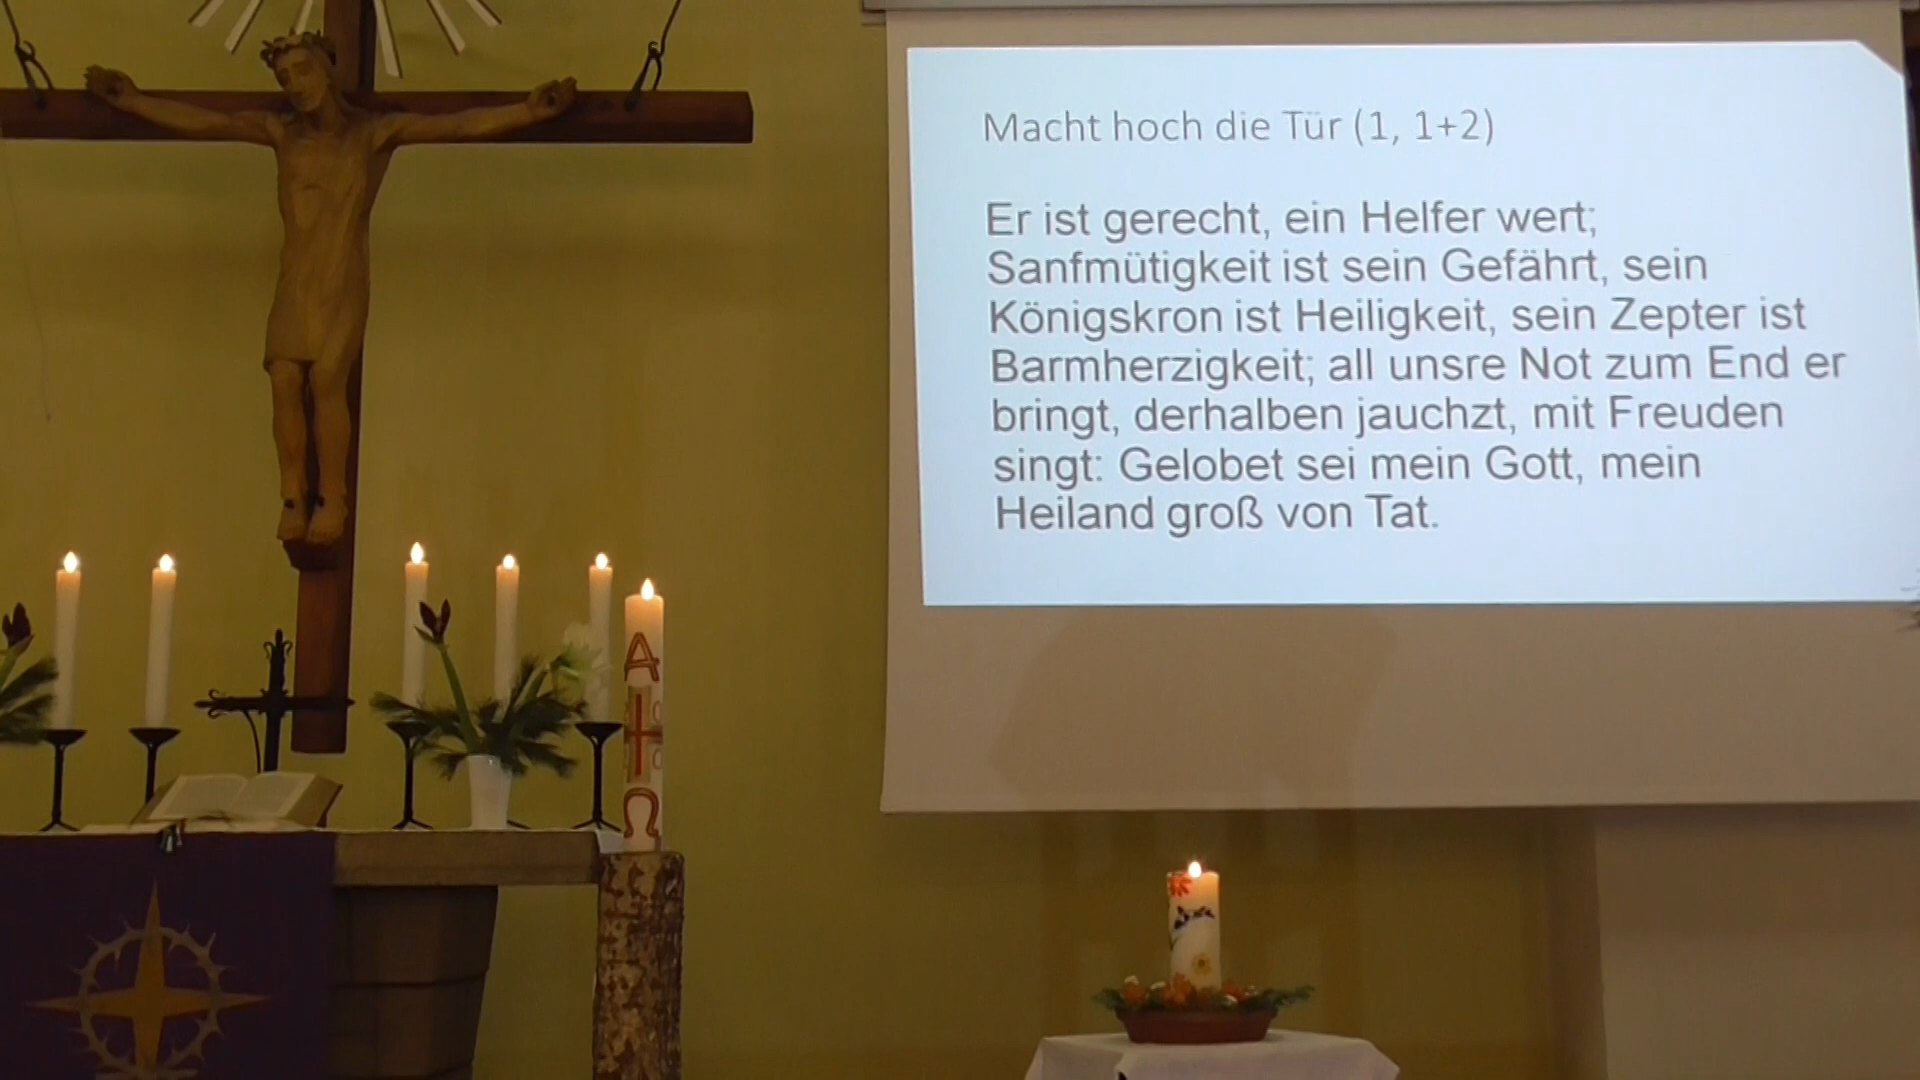 Macht hoch die Tür (1, 1+2)
Er ist gerecht, ein Helfer wert;
Sanfmütigkeit ist sein Gefährt, sein
Königskron ist Heiligkeit, sein Zepter ist
Barmherzigkeit; all unsre Not zum End er
bringt, derhalben jauchzt, mit Freuden
singt: Gelobet sei mein Gott, mein
Heiland groß von Tat.
Α
Ω